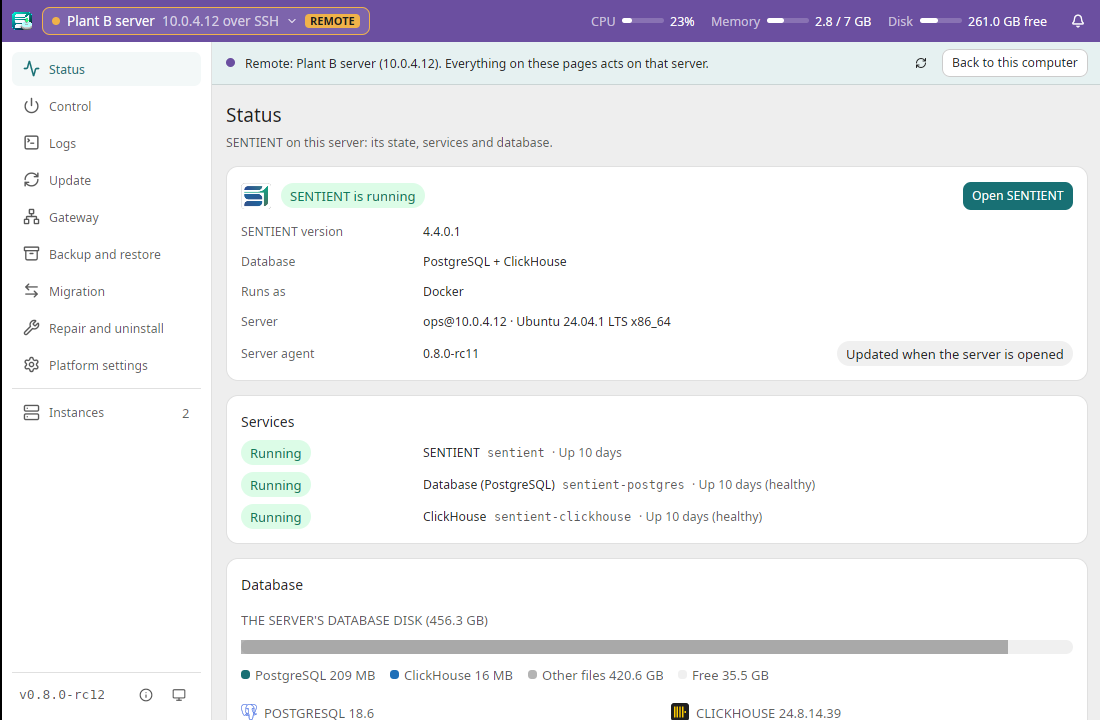 Plant B server 10.0.4.12 over SSH REMOTE CPU 23% Memory 2.8 / 7 GB Disk 261.0 GB free
Remote: Plant B server (10.0.4.12). Everything on these pages acts on that server. Back to this computer
Status
Control
Logs
Update
Gateway
Backup and restore
Migration
Repair and uninstall
Platform settings
Instances 2
v0.8.0-rc12
Status
SENTIENT on this server: its state, services and database.
SENTIENT is running Open SENTIENT
SENTIENT version 4.4.0.1
Database PostgreSQL + ClickHouse
Runs as Docker
Server ops@10.0.4.12 · Ubuntu 24.04.1 LTS x86_64
Server agent 0.8.0-rc11 Updated when the server is opened
Services
Running SENTIENT sentient · Up 10 days
Running Database (PostgreSQL) sentient-postgres · Up 10 days (healthy)
Running ClickHouse sentient-clickhouse · Up 10 days (healthy)
Database
THE SERVER'S DATABASE DISK (456.3 GB)
PostgreSQL 209 MB ClickHouse 16 MB Other files 420.6 GB Free 35.5 GB
POSTGRESQL 18.6 CLICKHOUSE 24.8.14.39